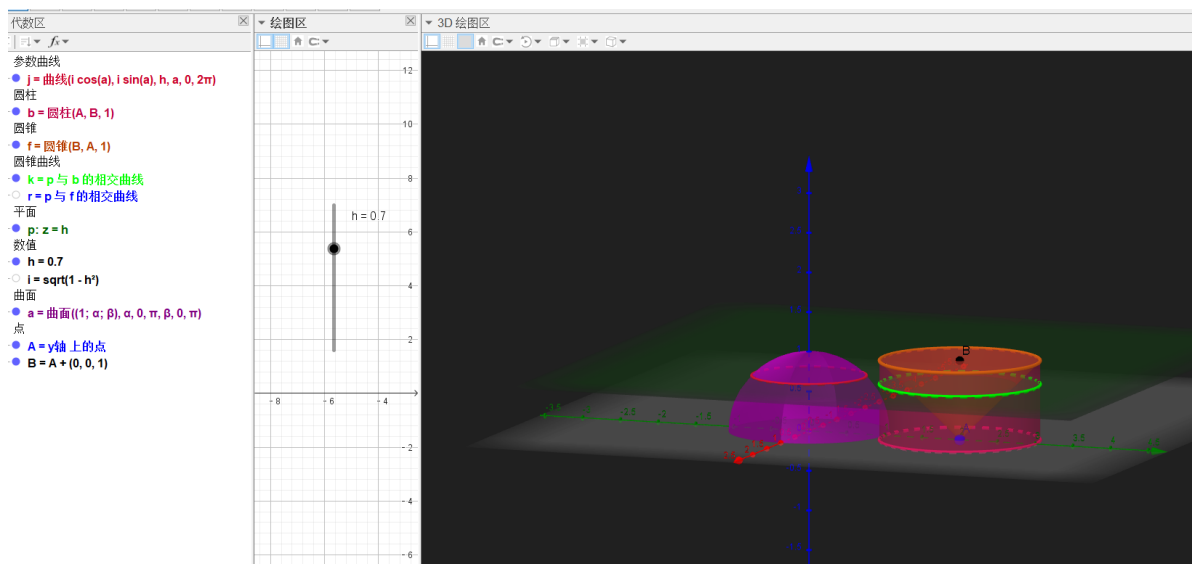 代数区
绘图区
3D 绘图区
参数曲线
j = 曲线(i cos(a), i sin(a), h, a, 0, 2π)
圆柱
b = 圆柱(A, B, 1)
圆锥
f = 圆锥(B, A, 1)
圆锥曲线
k = p 与 b 的相交曲线
r = p 与 f 的相交曲线
平面
p: z = h
数值
h = 0.7
i = sqrt(1 - h²)
曲面
a = 曲面((1; α; β), α, 0, π, β, 0, π)
点
A = y轴 上的点
B = A + (0, 0, 1)
12
10
8
6
h = 0.7
4
2
-8 -6 -4
-2
-4
-6
B
A